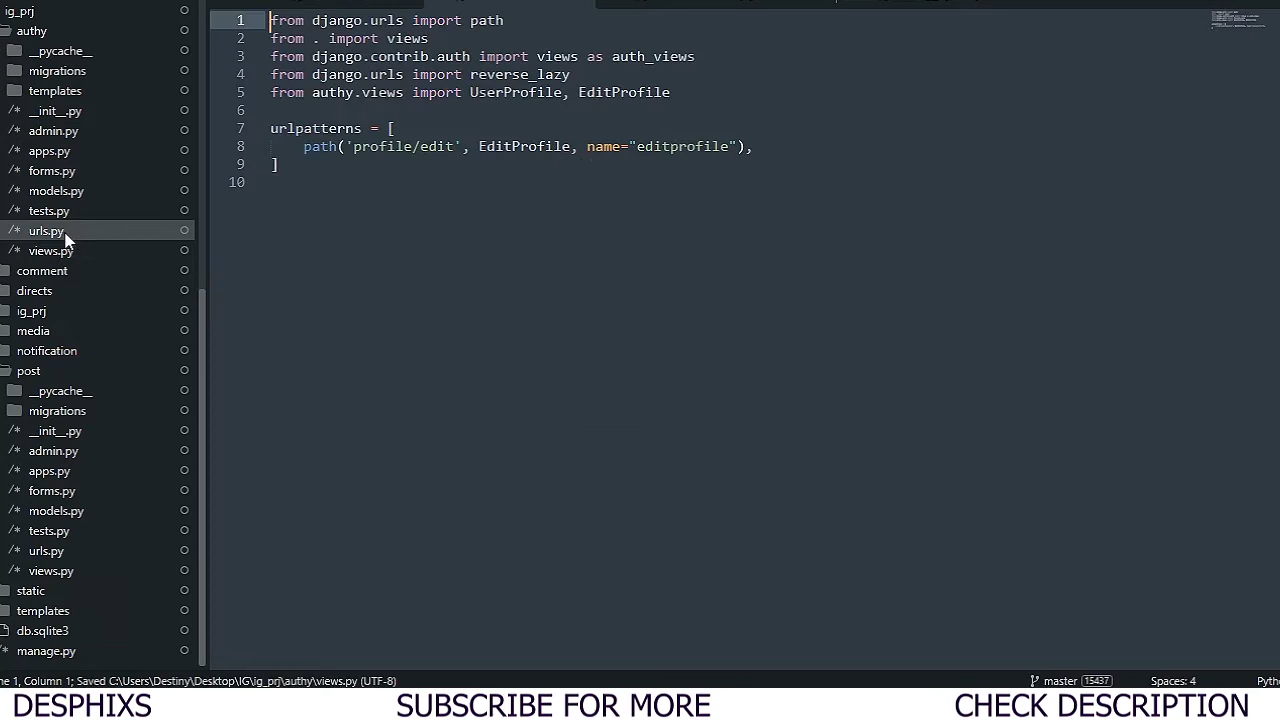 ig_prj
authy
__pycache__
migrations
templates
__init__.py
admin.py
apps.py
forms.py
models.py
tests.py
urls.py
views.py
comment
directs
ig_prj
media
notification
post
__pycache__
migrations
__init__.py
admin.py
apps.py
forms.py
models.py
tests.py
urls.py
views.py
static
templates
db.sqlite3
manage.py
1 from django.urls import path
2 from . import views
3 from django.contrib.auth import views as auth_views
4 from django.urls import reverse_lazy
5 from authy.views import UserProfile, EditProfile
6
7 urlpatterns = [
8 path('profile/edit', EditProfile, name="editprofile"),
9 ]
10
ne 1, Column 1; Saved C:\Users\Destiny\Desktop\IG\ig_prj\authy\views.py (UTF-8)
master 15437 Spaces: 4 Pytho
DESPHIXS SUBSCRIBE FOR MORE CHECK DESCRIPTION